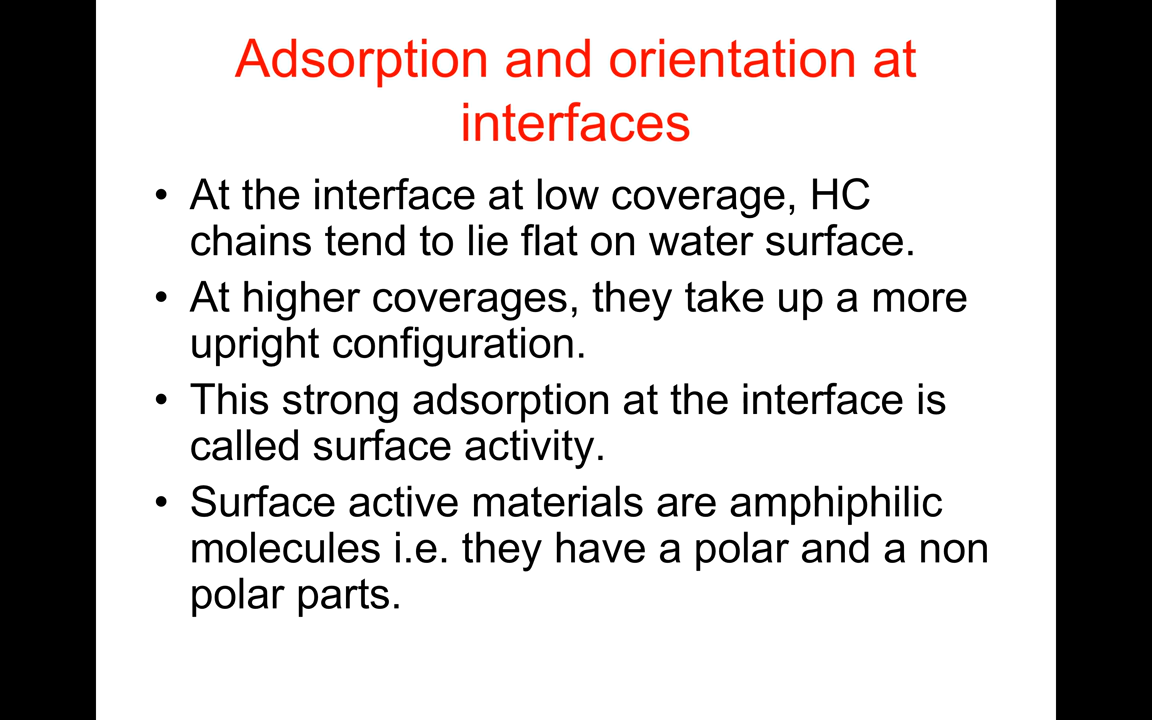 Adsorption and orientation at
interfaces
• At the interface at low coverage, HC
chains tend to lie flat on water surface.
• At higher coverages, they take up a more
upright configuration.
• This strong adsorption at the interface is
called surface activity.
• Surface active materials are amphiphilic
molecules i.e. they have a polar and a non
polar parts.